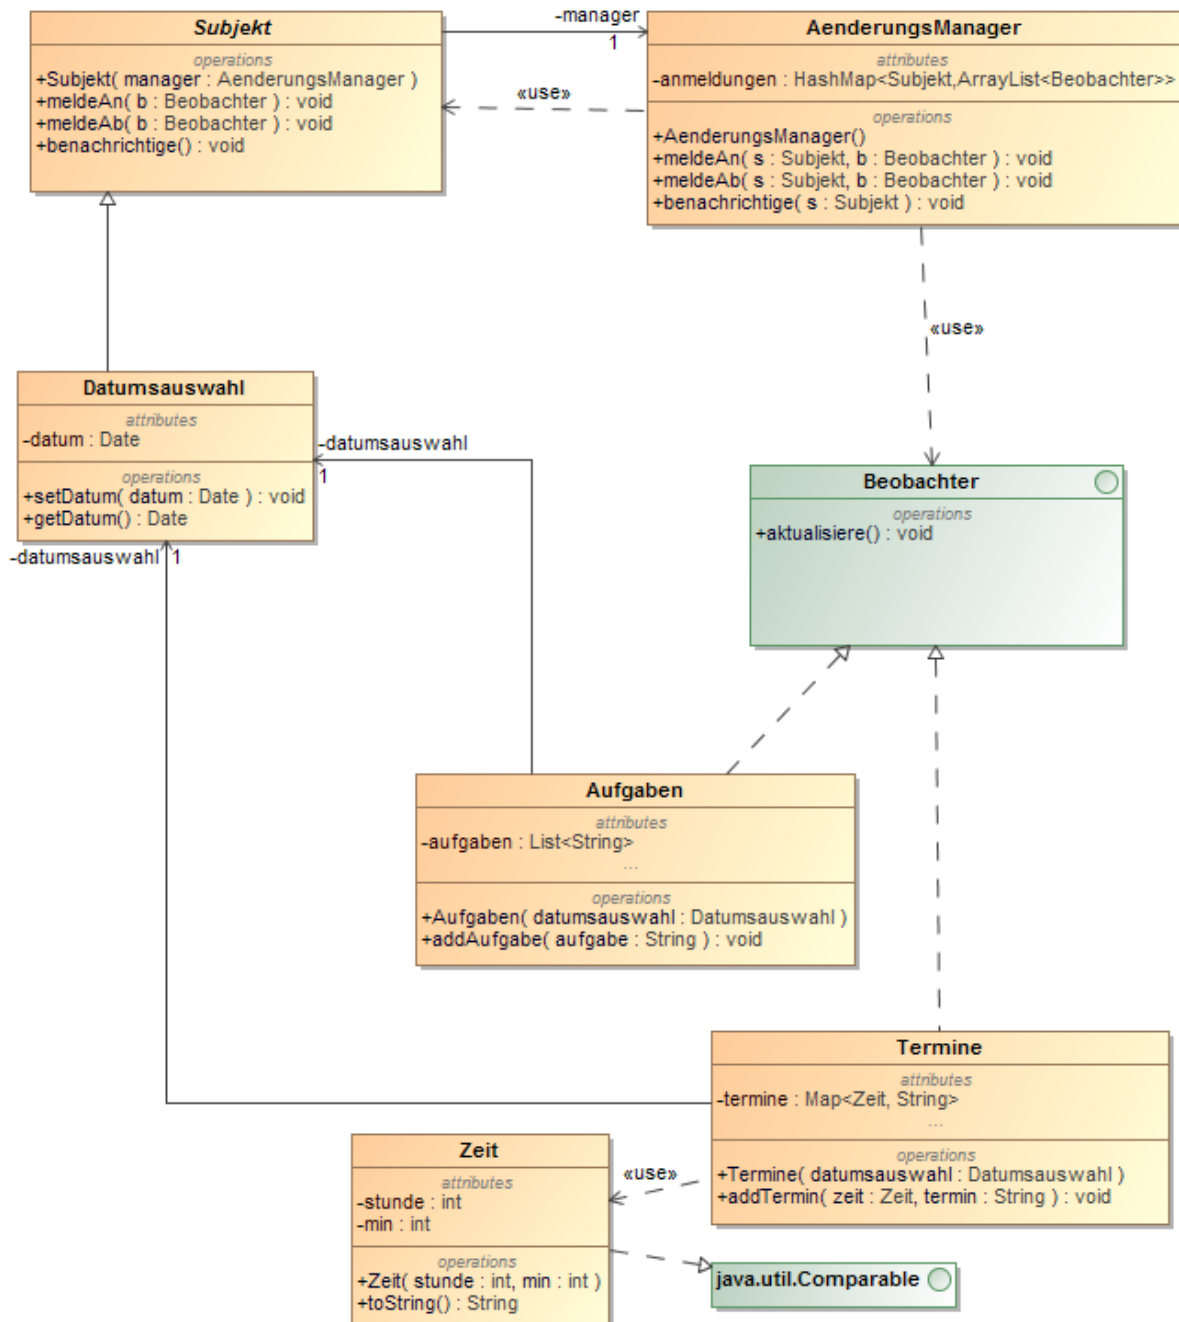 Subjekt
operations
+Subjekt( manager : AenderungsManager )
+meldeAn( b : Beobachter ) : void
+meldeAb( b : Beobachter ) : void
+benachrichtige() : void
-manager
1
«use»
AenderungsManager
attributes
-anmeldungen : HashMap<Subjekt,ArrayList<Beobachter>>
operations
+AenderungsManager()
+meldeAn( s : Subjekt, b : Beobachter ) : void
+meldeAb( s : Subjekt, b : Beobachter ) : void
+benachrichtige( s : Subjekt ) : void
«use»
Datumsauswahl
attributes
-datum : Date
operations
+setDatum( datum : Date ) : void
+getDatum() : Date
-datumsauswahl
1
-datumsauswahl
1
Beobachter
operations
+aktualisiere() : void
Aufgaben
attributes
-aufgaben : List<String>
...
operations
+Aufgaben( datumsauswahl : Datumsauswahl )
+addAufgabe( aufgabe : String ) : void
Termine
attributes
-termine : Map<Zeit, String>
...
operations
+Termine( datumsauswahl : Datumsauswahl )
+addTermin( zeit : Zeit, termin : String ) : void
«use»
Zeit
attributes
-stunde : int
-min : int
operations
+Zeit( stunde : int, min : int )
+toString() : String
java.util.Comparable